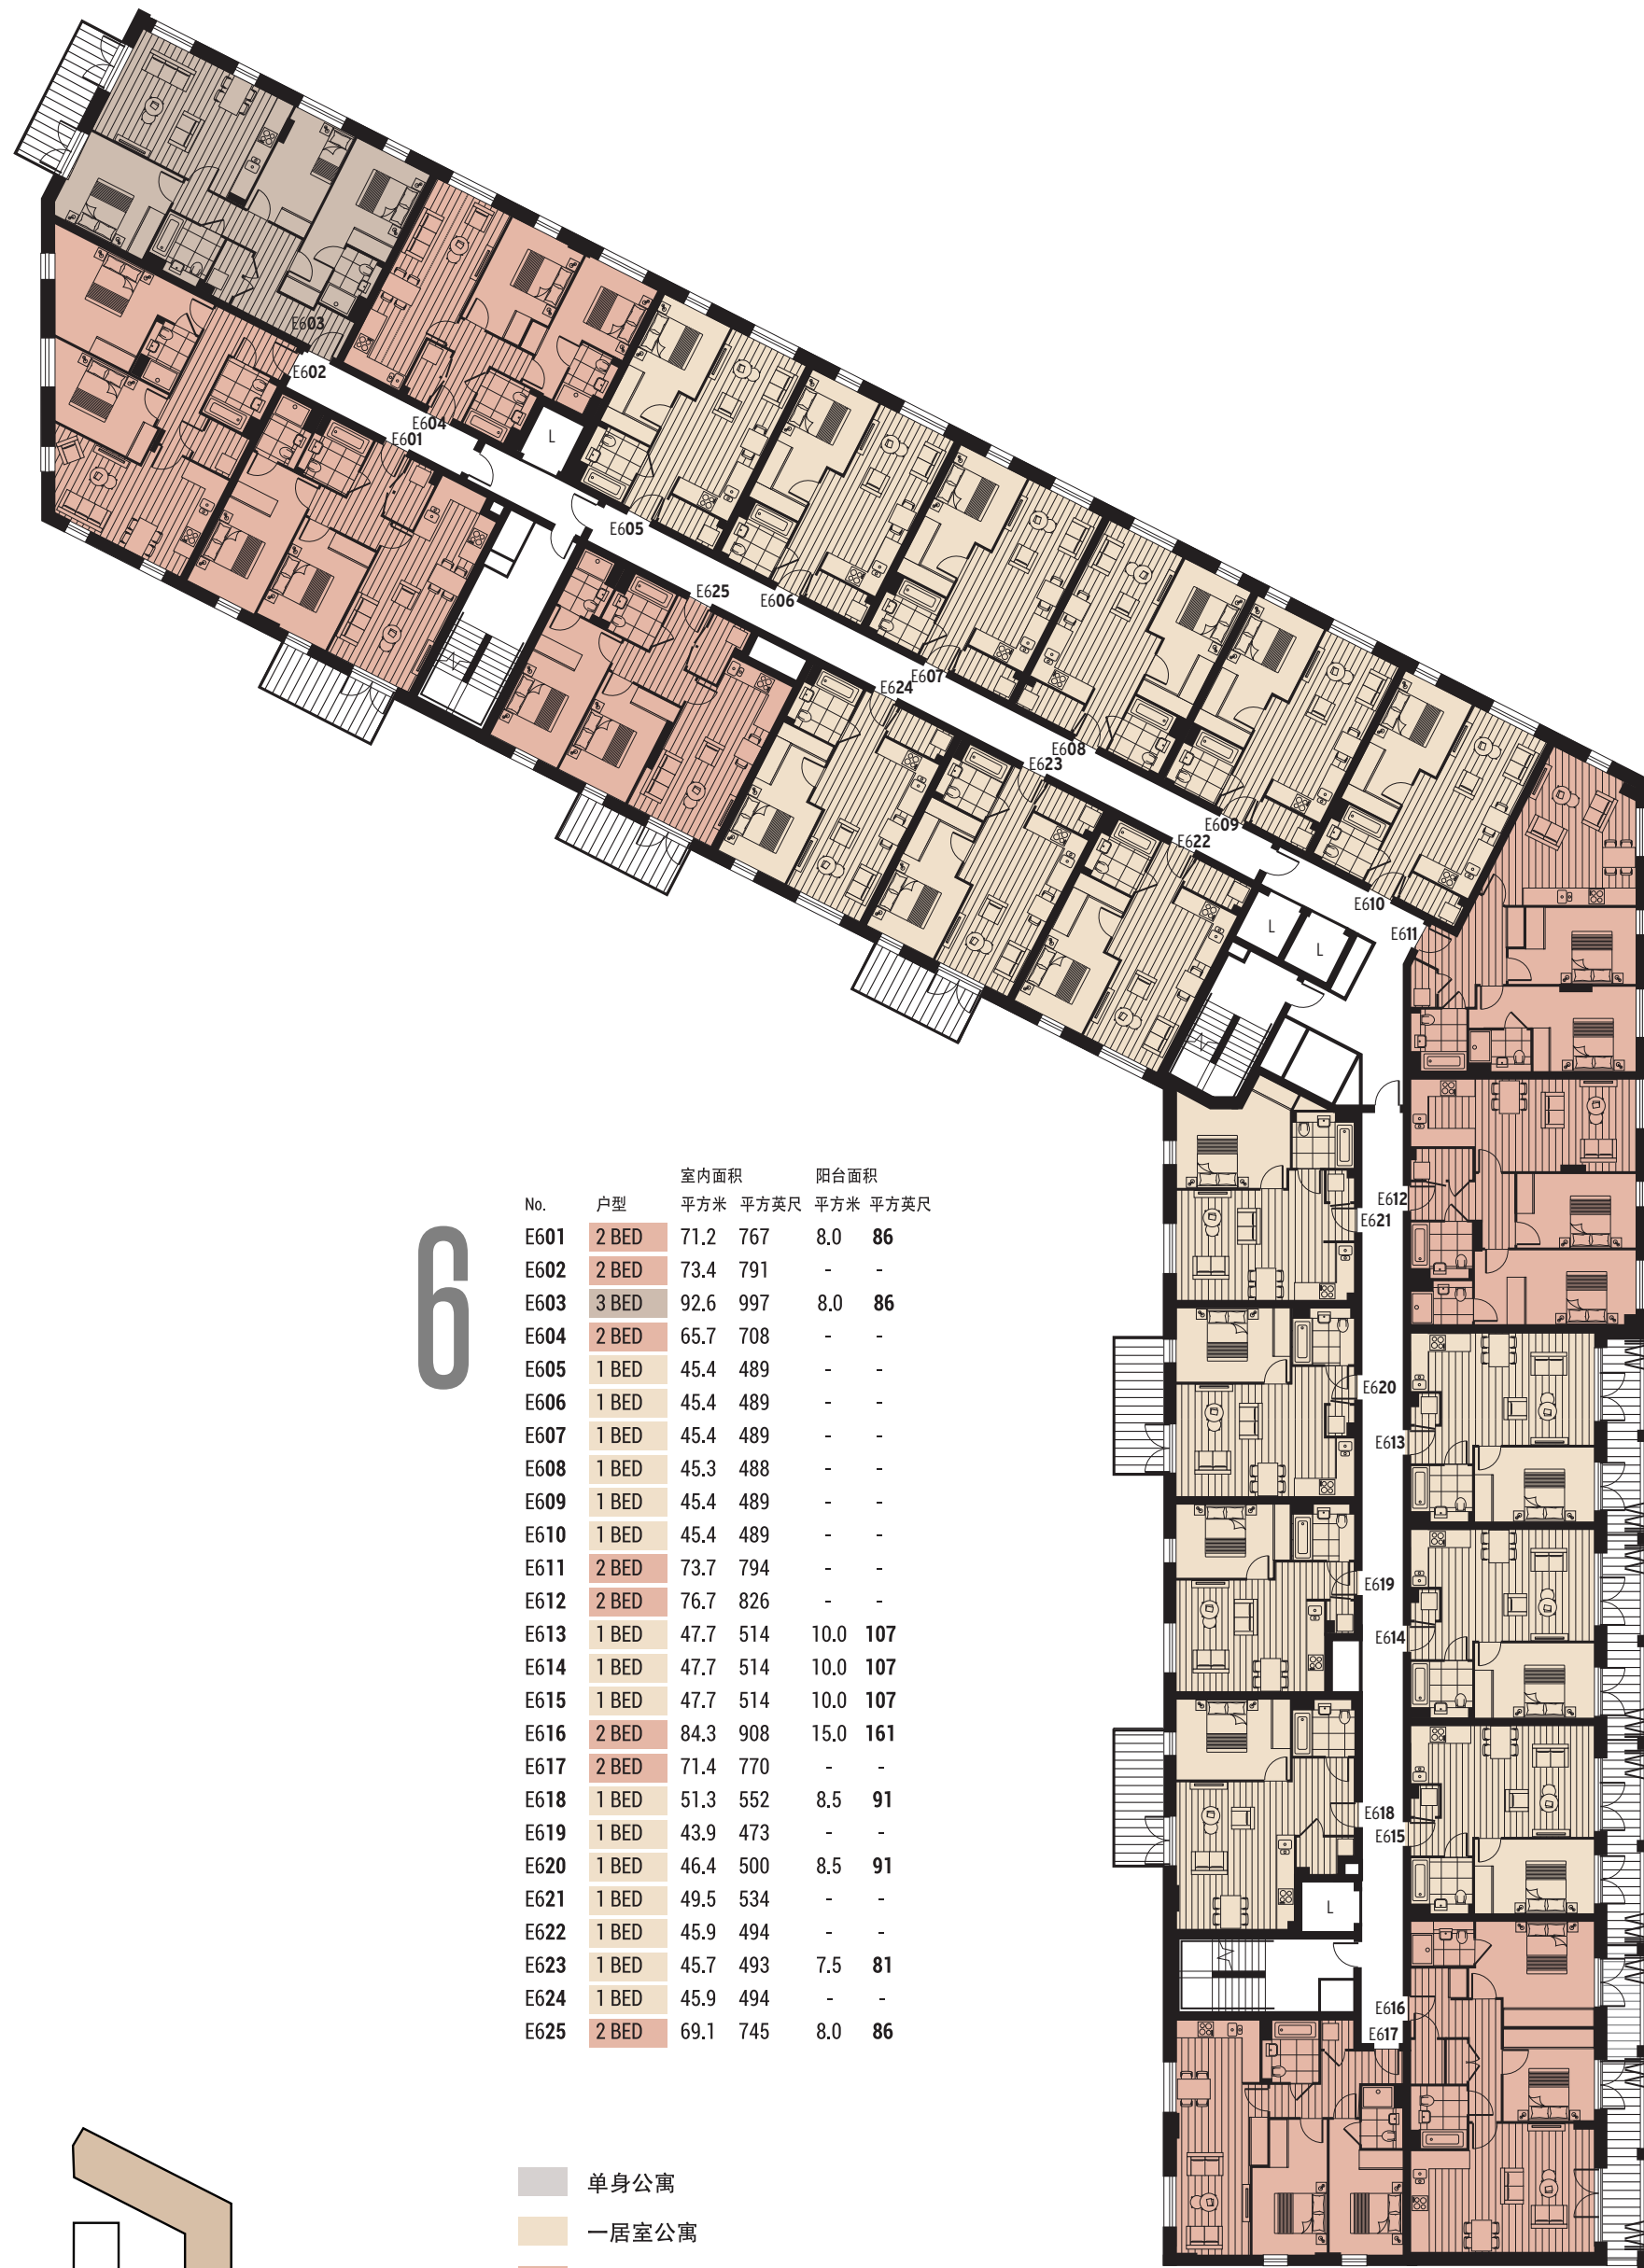 E603
E602
E604
E601
L
E605
E625
E606
E607
E624
E608
E623
E609
E622
E610
E611
L
L
E612
E621
E620
E613
E619
E614
E618
E615
L
E616
E617
6
室内面积 阳台面积
No. 户型 平方米 平方英尺 平方米 平方英尺
E601 2 BED 71.2 767 8.0 86
E602 2 BED 73.4 791 - -
E603 3 BED 92.6 997 8.0 86
E604 2 BED 65.7 708 - -
E605 1 BED 45.4 489 - -
E606 1 BED 45.4 489 - -
E607 1 BED 45.4 489 - -
E608 1 BED 45.3 488 - -
E609 1 BED 45.4 489 - -
E610 1 BED 45.4 489 - -
E611 2 BED 73.7 794 - -
E612 2 BED 76.7 826 - -
E613 1 BED 47.7 514 10.0 107
E614 1 BED 47.7 514 10.0 107
E615 1 BED 47.7 514 10.0 107
E616 2 BED 84.3 908 15.0 161
E617 2 BED 71.4 770 - -
E618 1 BED 51.3 552 8.5 91
E619 1 BED 43.9 473 - -
E620 1 BED 46.4 500 8.5 91
E621 1 BED 49.5 534 - -
E622 1 BED 45.9 494 - -
E623 1 BED 45.7 493 7.5 81
E624 1 BED 45.9 494 - -
E625 2 BED 69.1 745 8.0 86
单身公寓
一居室公寓